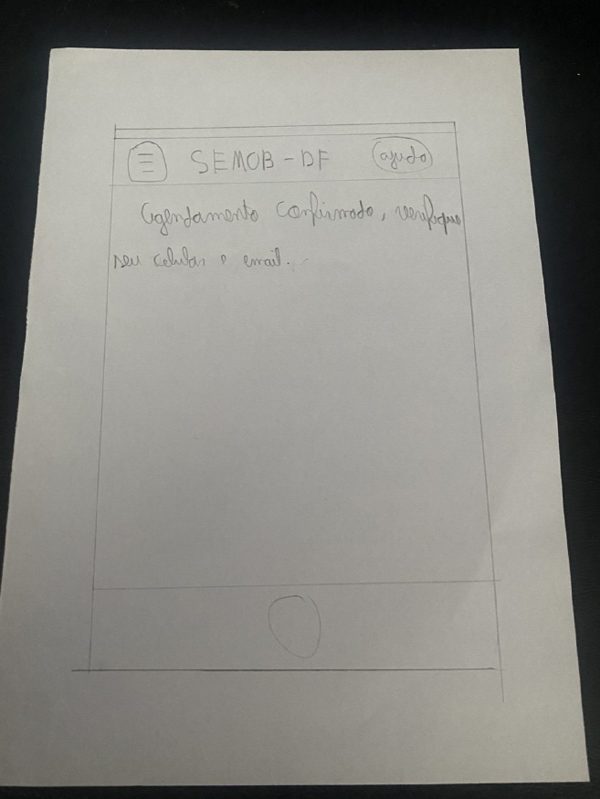 SEMOB-DF ajuda
Agendamento confirmado, verifique
seu celular e email.